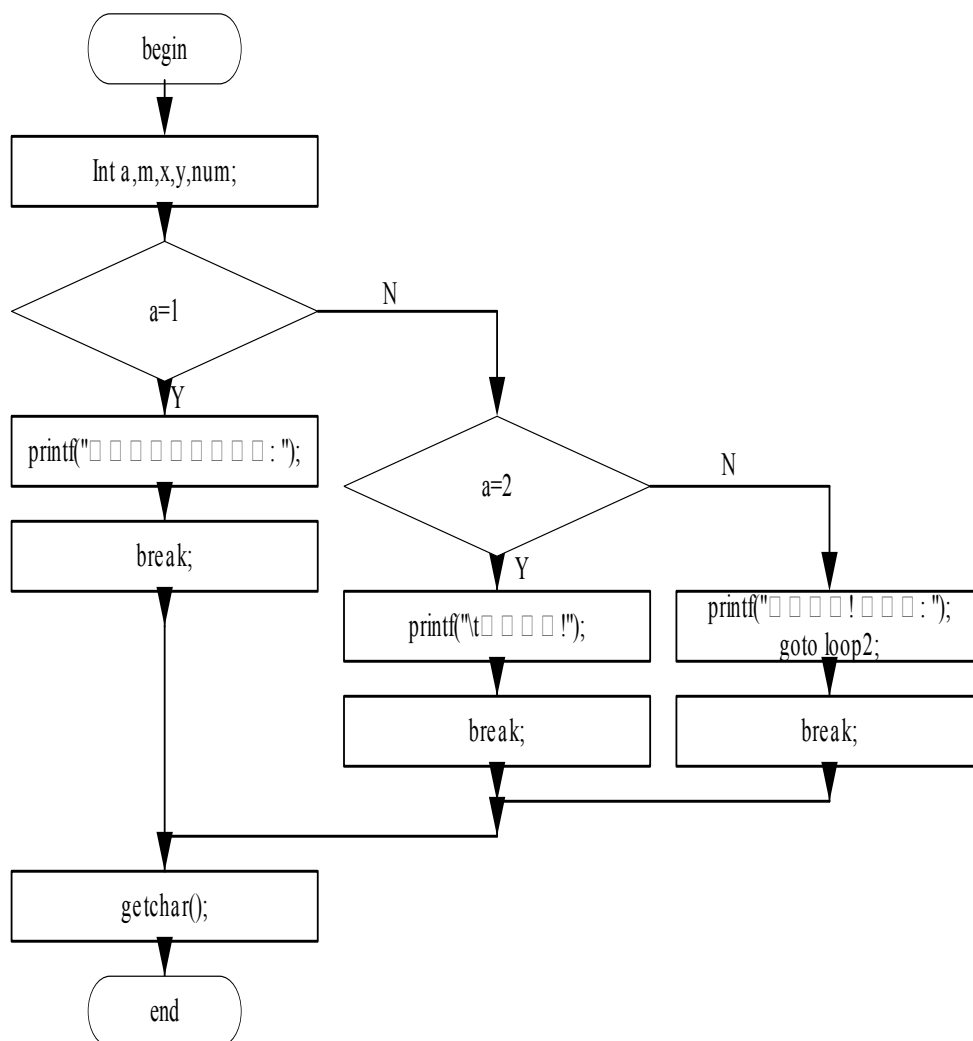 begin
Int a,m,x,y,num;
a=1
N
Y
printf("□□□□□□□□□: ");
a=2
N
break;
Y
printf("\t□□□□!");
printf("□□□□! □□□: ");
goto loop2;
break;
break;
getchar();
end